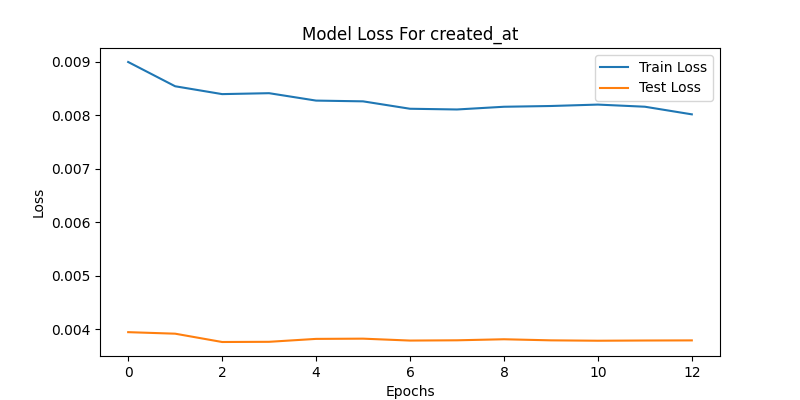 Model Loss For created_at
Train Loss
Test Loss
0.009
0.008
0.007
0.006
0.005
0.004
Loss
0 2 4 6 8 10 12
Epochs